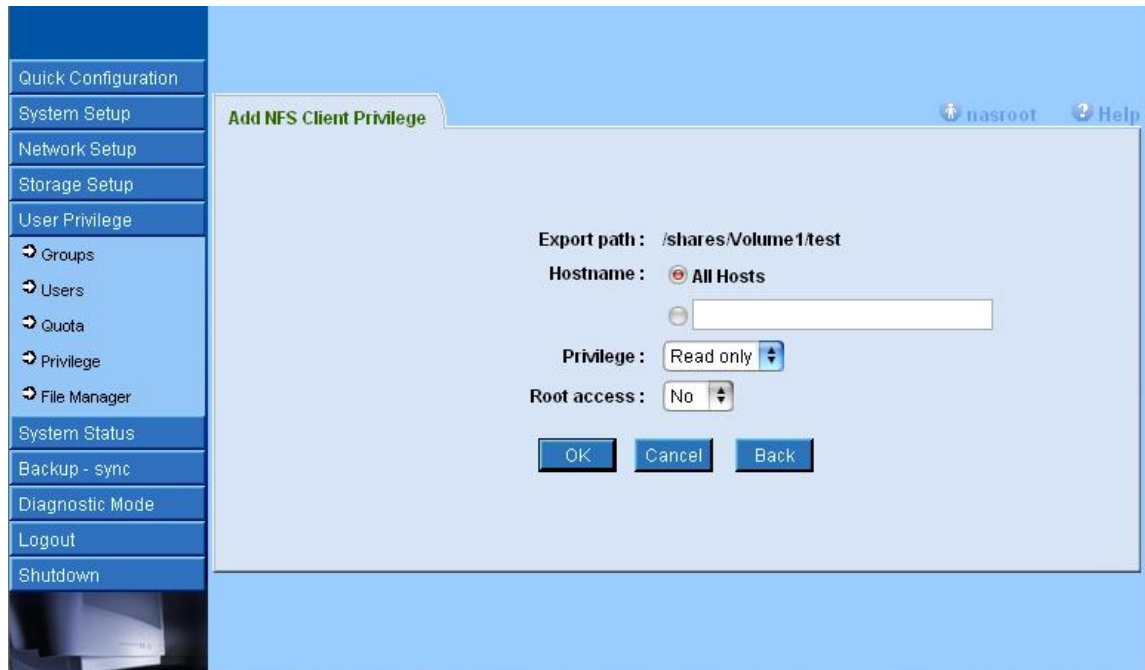 Quick Configuration
System Setup
Network Setup
Storage Setup
User Privilege
Groups
Users
Quota
Privilege
File Manager
System Status
Backup - sync
Diagnostic Mode
Logout
Shutdown
Add NFS Client Privilege
nasroot
Help
Export path : /shares/Volume1/test
Hostname : All Hosts
Privilege : Read only
Root access : No
OK Cancel Back